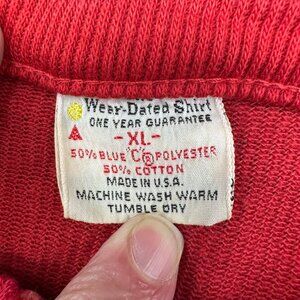 Wear-Dated Shirt
ONE YEAR GUARANTEE
-XL-
50% BLUE "C"® POLYESTER
50% COTTON
MADE IN U.S.A.
MACHINE WASH WARM
TUMBLE DRY